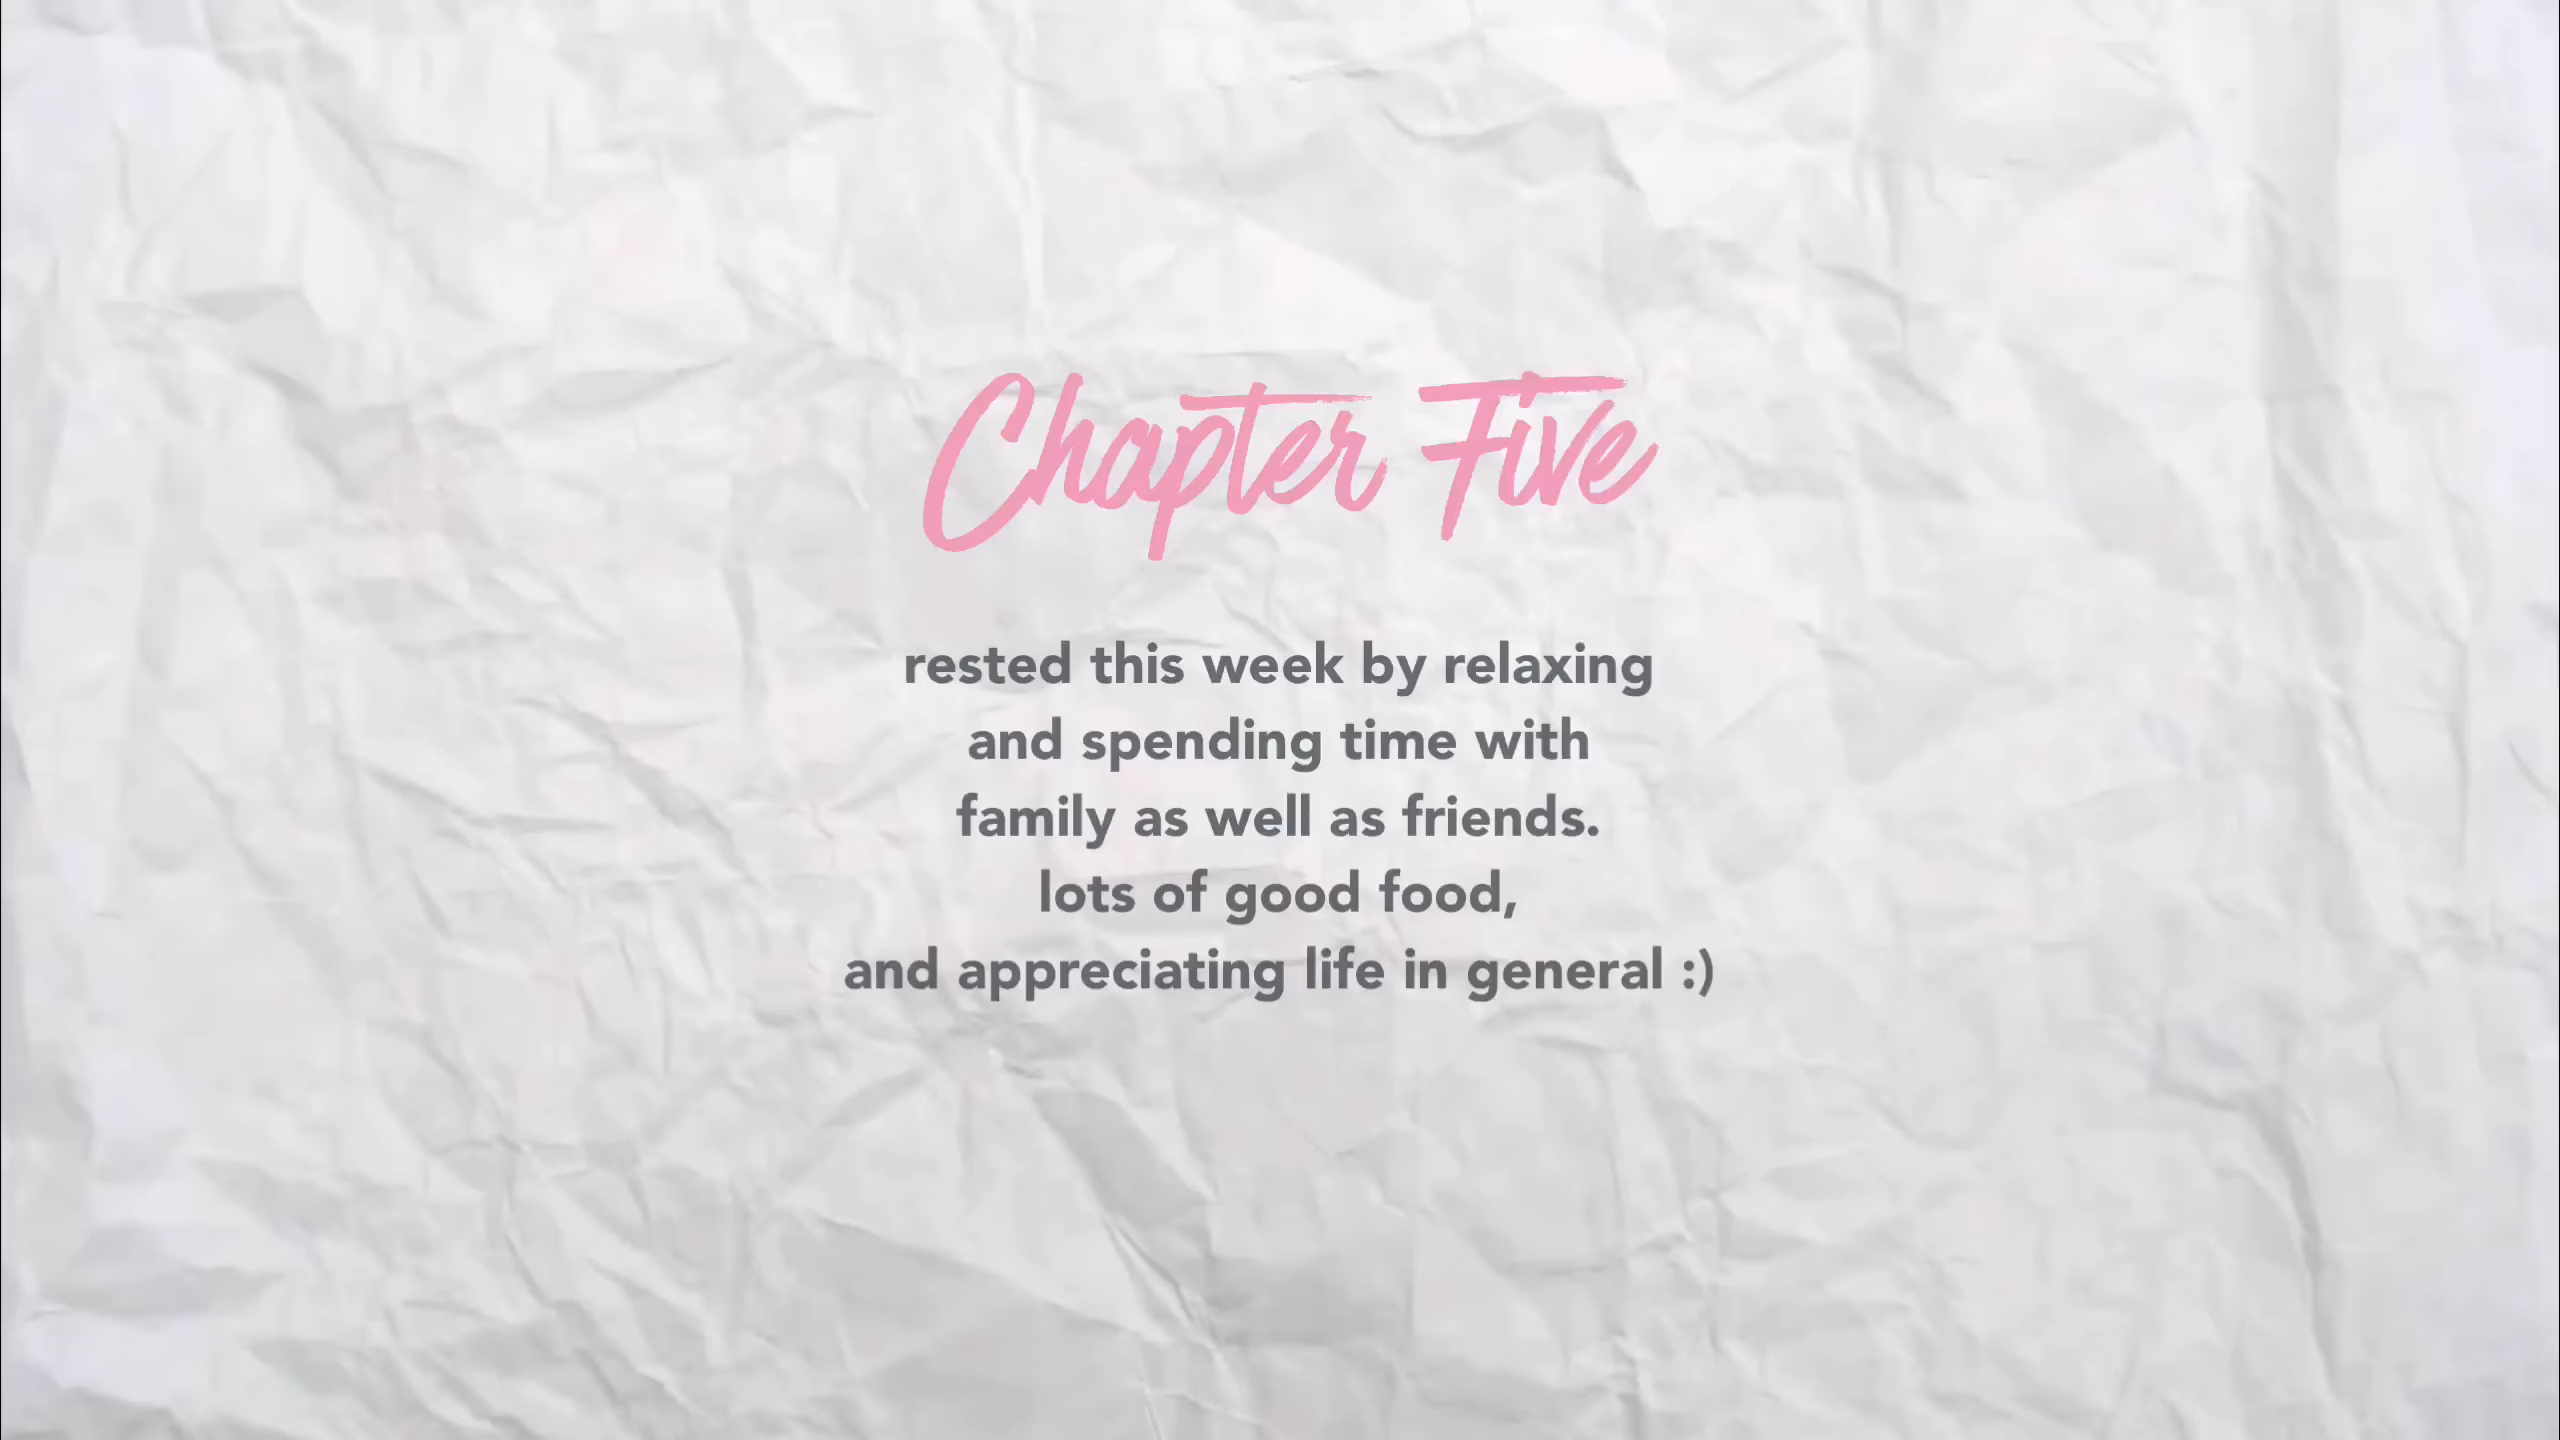 Chapter Five
rested this week by relaxing
and spending time with
family as well as friends.
lots of good food,
and appreciating life in general :)